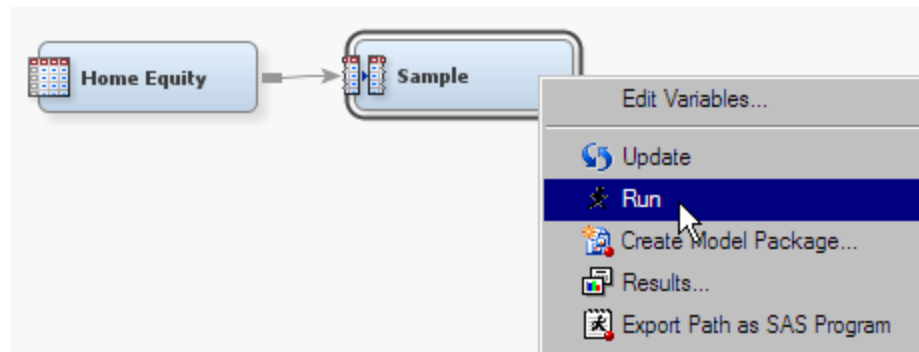 Home Equity
Sample
Edit Variables...
Update
Run
Create Model Package...
Results...
Export Path as SAS Program